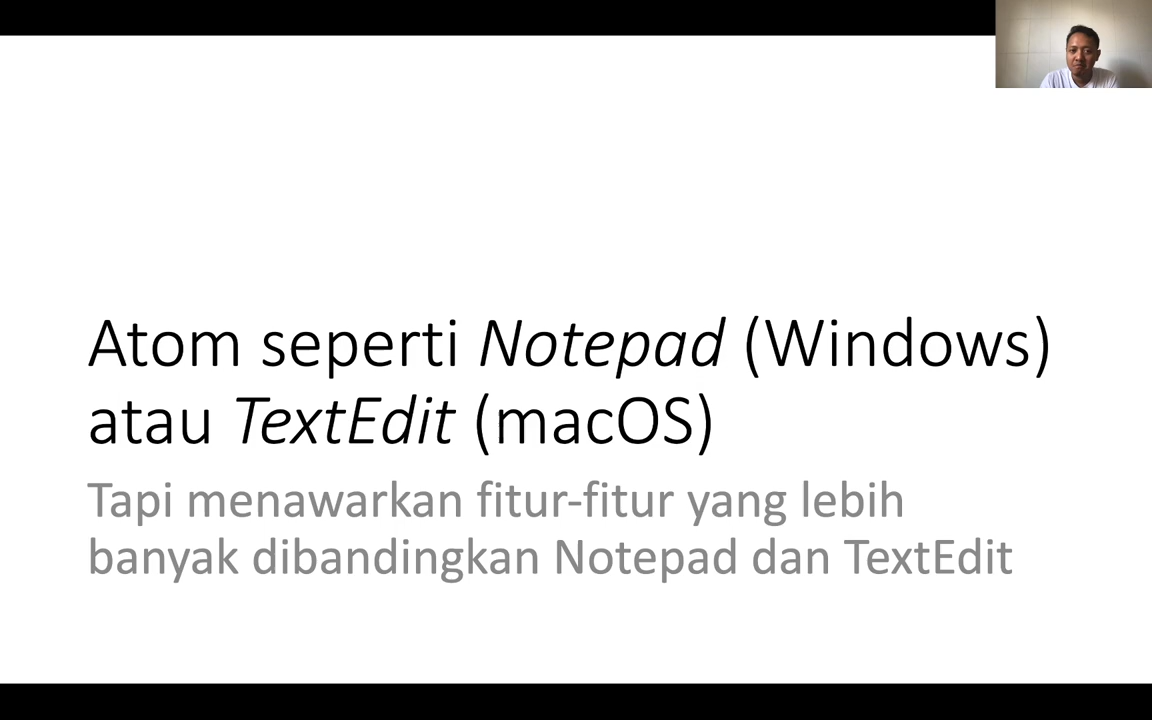 Atom seperti Notepad (Windows)
atau TextEdit (macOS)
Tapi menawarkan fitur-fitur yang lebih
banyak dibandingkan Notepad dan TextEdit